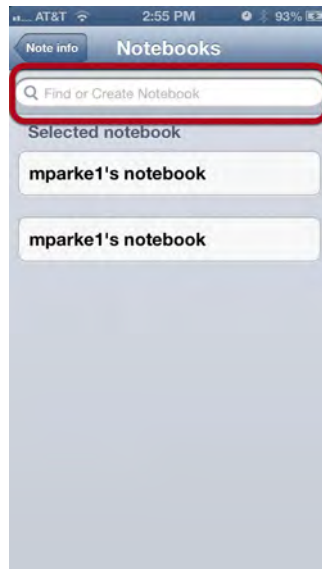 AT&T 2:55 PM 93%
Note info Notebooks
Find or Create Notebook
Selected notebook
mparke1's notebook
mparke1's notebook